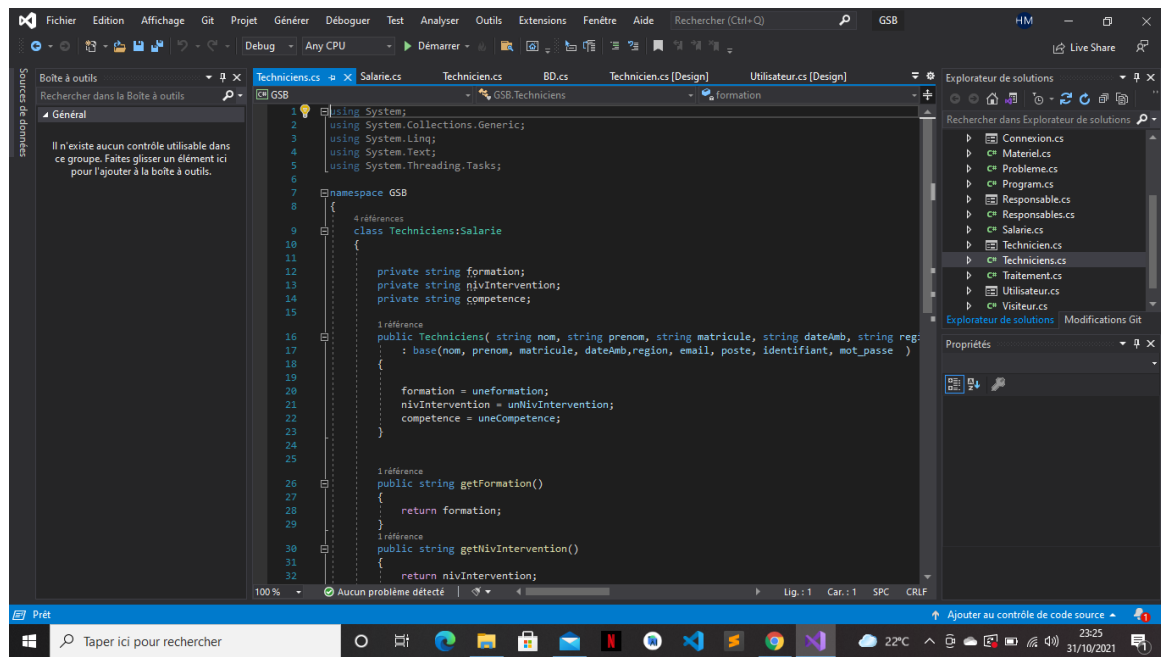 Fichier Edition Affichage Git Projet Générer Déboguer Test Analyser Outils Extensions Fenêtre Aide Rechercher (Ctrl+Q) GSB HM
Debug Any CPU Démarrer Live Share
Sources de données
Boîte à outils
Rechercher dans la Boîte à outils
Général
Il n'existe aucun contrôle utilisable dans
ce groupe. Faites glisser un élément ici
pour l'ajouter à la boîte à outils.
Techniciens.cs Salarie.cs Technicien.cs BD.cs Technicien.cs [Design] Utilisateur.cs [Design]
GSB GSB.Techniciens formation
1 using System;
2 using System.Collections.Generic;
3 using System.Linq;
4 using System.Text;
5 using System.Threading.Tasks;
6
7 namespace GSB
8 {
4 références
9 class Techniciens:Salarie
10 {
11
12 private string formation;
13 private string nivIntervention;
14 private string competence;
15
1 référence
16 public Techniciens( string nom, string prenom, string matricule, string dateAmb, string reg
17 : base(nom, prenom, matricule, dateAmb,region, email, poste, identifiant, mot_passe )
18 {
19
20 formation = uneformation;
21 nivIntervention = unNivIntervention;
22 competence = uneCompetence;
23 }
24
25
1 référence
26 public string getFormation()
27 {
28 return formation;
29 }
1 référence
30 public string getNivIntervention()
31 {
32 return nivIntervention;
100 % Aucun problème détecté Lig. : 1 Car. : 1 SPC CRLF
Explorateur de solutions
Rechercher dans Explorateur de solutions
Connexion.cs
C# Materiel.cs
C# Probleme.cs
C# Program.cs
Responsable.cs
C# Responsables.cs
C# Salarie.cs
Technicien.cs
C# Techniciens.cs
C# Traitement.cs
Utilisateur.cs
C# Visiteur.cs
Explorateur de solutions Modifications Git
Propriétés
Prêt Ajouter au contrôle de code source 1
Taper ici pour rechercher N 22°C 23:25
31/10/2021 1